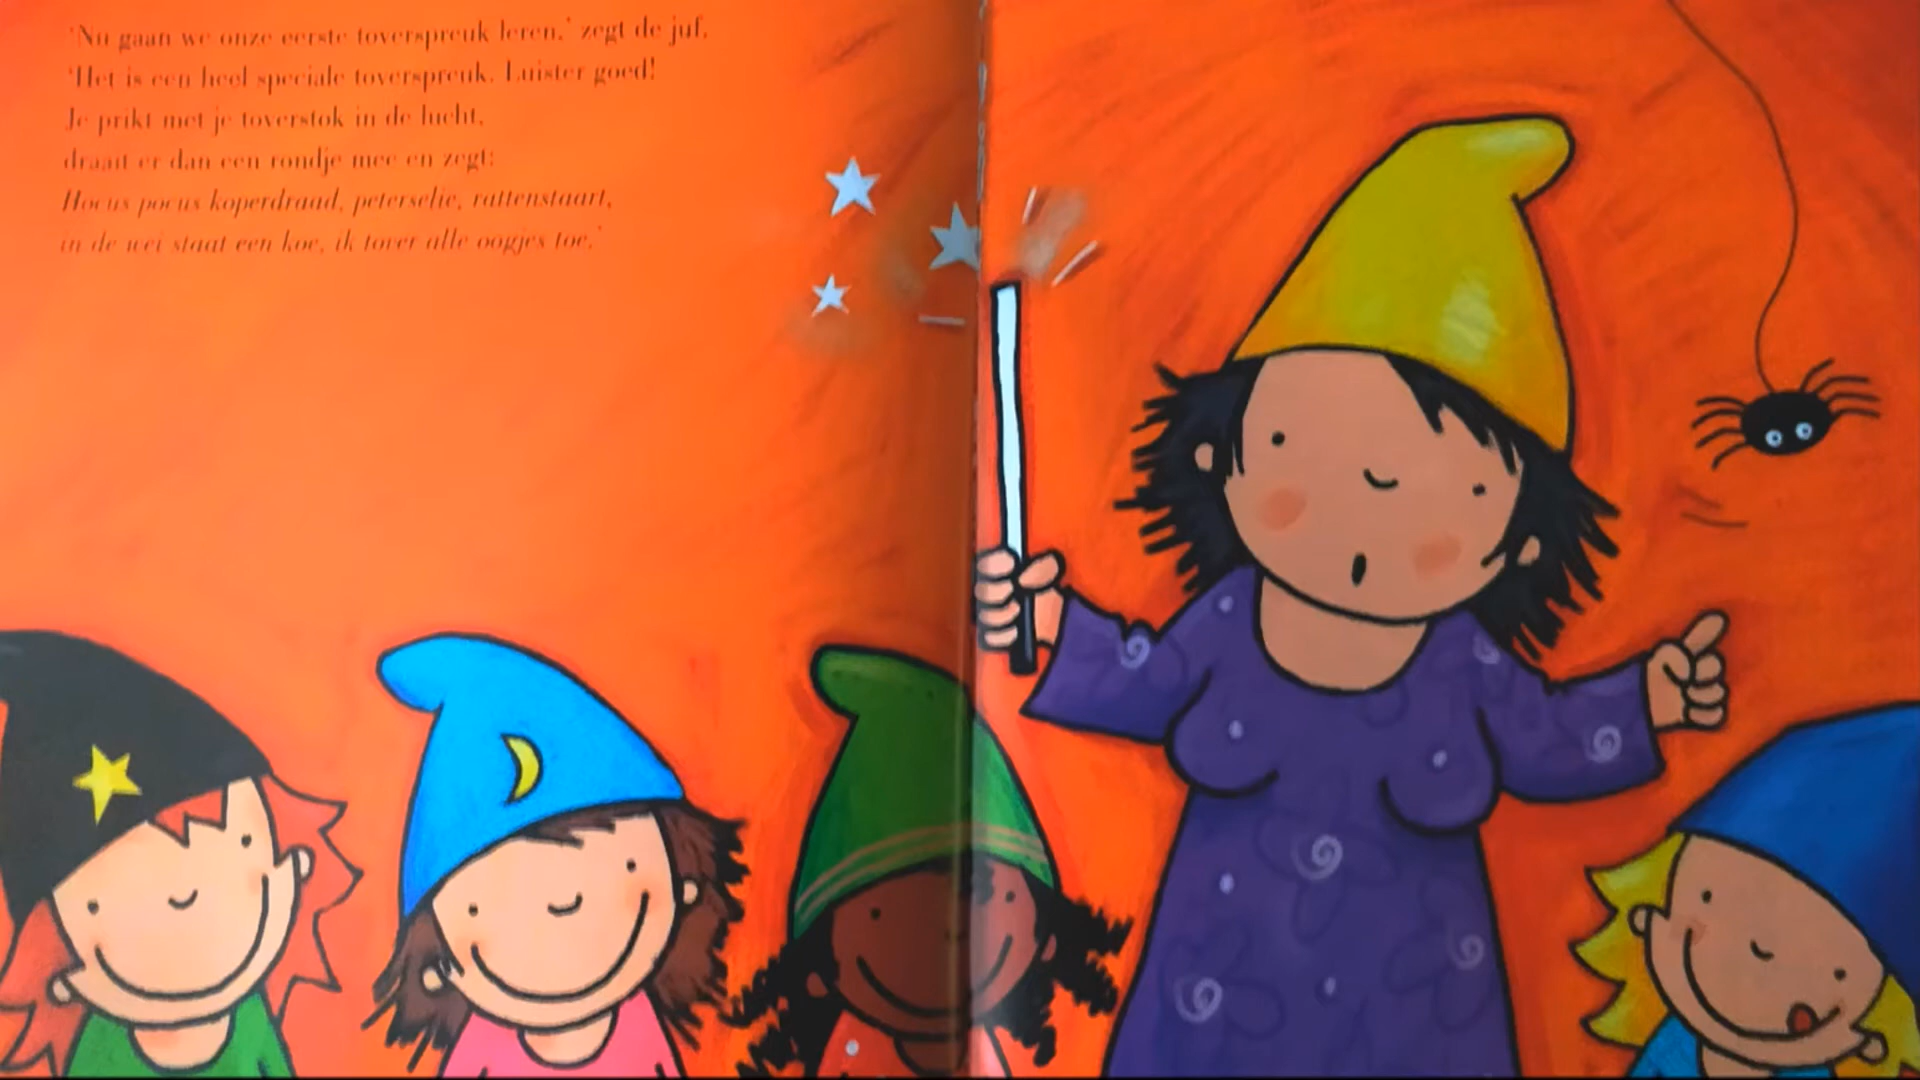 'Nu gaan we onze eerste toverspreuk leren,' zegt de juf.
'Het is een heel speciale toverspreuk. Luister goed!
Je prikt met je toverstok in de lucht,
draait er dan een rondje mee en zegt:
Hocus pocus koperdraad, peterselie, rattenstaart,
in de wei staat een koe, ik tover alle oogjes toe.'